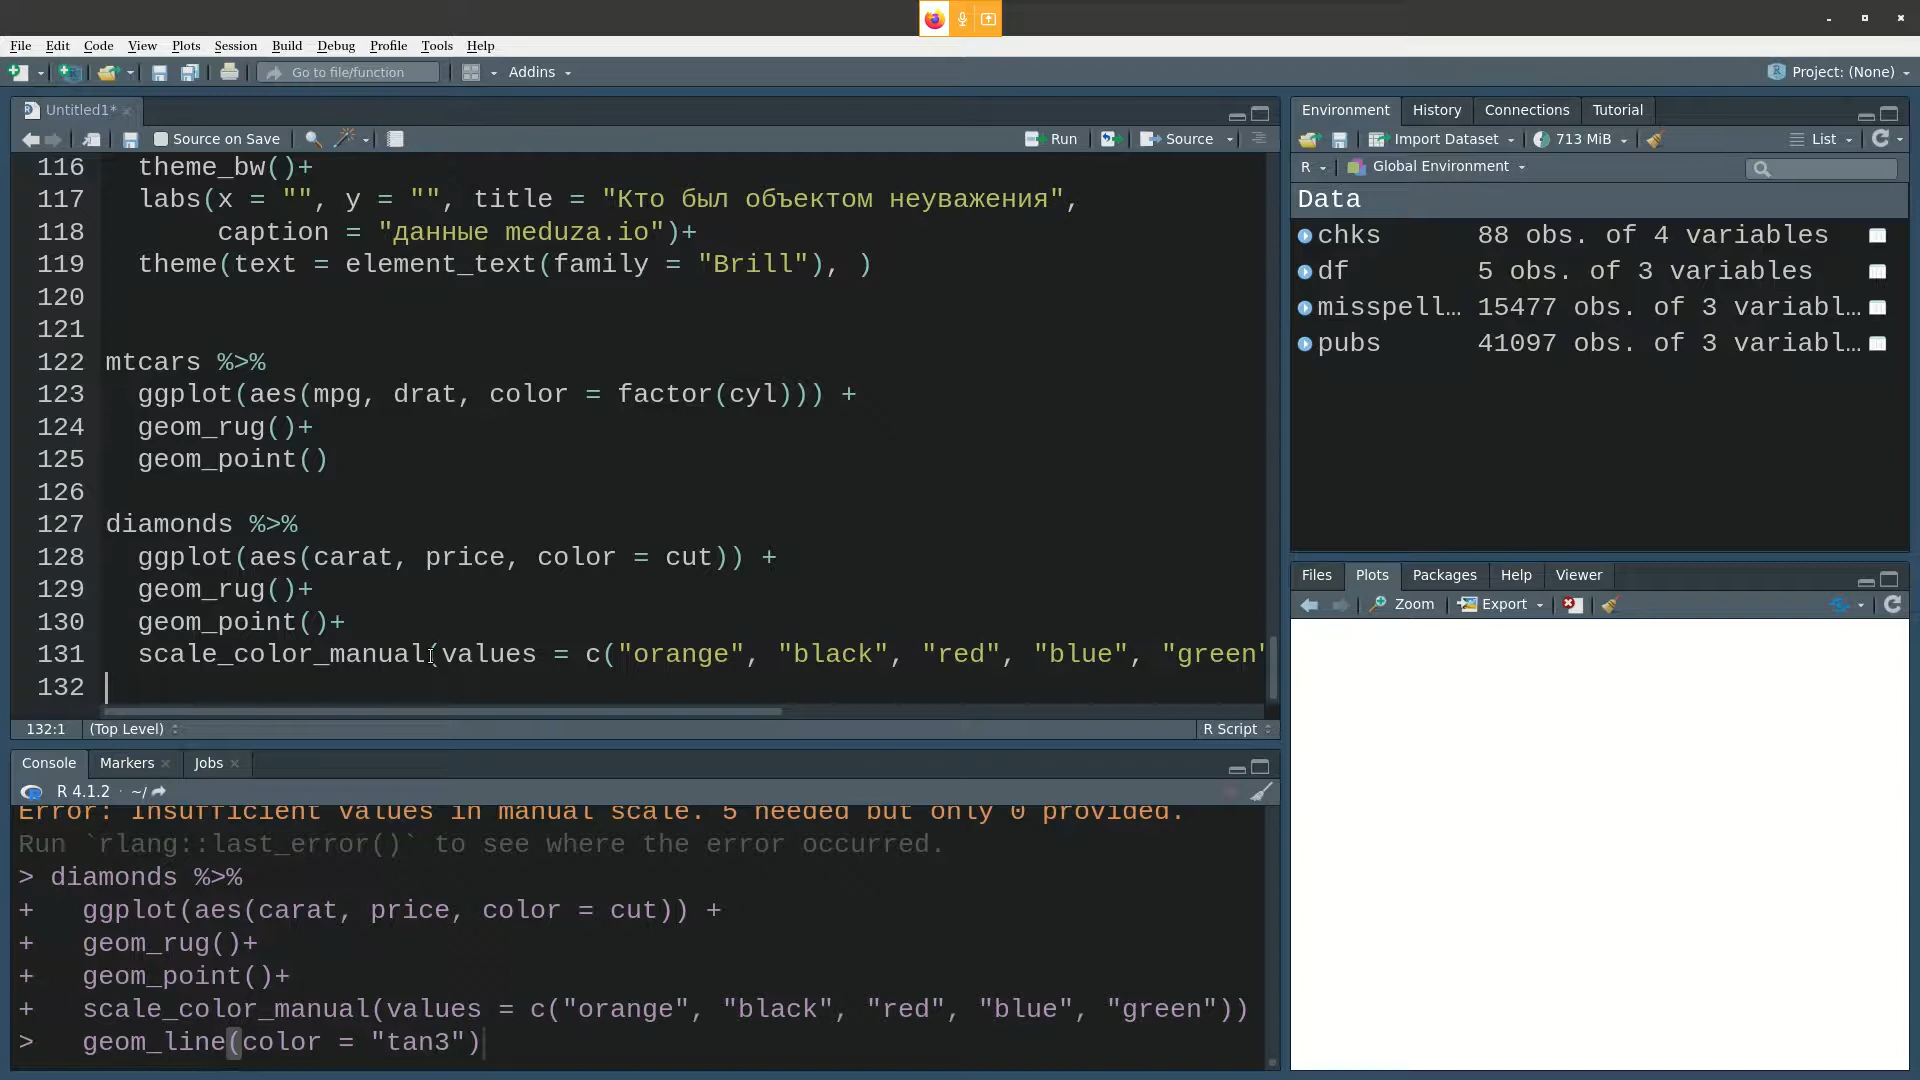 File Edit Code View Plots Session Build Debug Profile Tools Help
Go to file/function Addins Project: (None)
Untitled1*
Source on Save Run Source
116 theme_bw()+
117 labs(x = "", y = "", title = "Кто был объектом неуважения",
118 caption = "данные meduza.io")+
119 theme(text = element_text(family = "Brill"), )
120
121
122 mtcars %>%
123 ggplot(aes(mpg, drat, color = factor(cyl))) +
124 geom_rug()+
125 geom_point()
126
127 diamonds %>%
128 ggplot(aes(carat, price, color = cut)) +
129 geom_rug()+
130 geom_point()+
131 scale_color_manual(values = c("orange", "black", "red", "blue", "green"
132
132:1 (Top Level) R Script
Console Markers Jobs
R 4.1.2 · ~/
Error: Insufficient values in manual scale. 5 needed but only 0 provided.
Run `rlang::last_error()` to see where the error occurred.
> diamonds %>%
+ ggplot(aes(carat, price, color = cut)) +
+ geom_rug()+
+ geom_point()+
+ scale_color_manual(values = c("orange", "black", "red", "blue", "green"))
> geom_line(color = "tan3")
Environment History Connections Tutorial
Import Dataset 713 MiB List
R Global Environment
Data
chks 88 obs. of 4 variables
df 5 obs. of 3 variables
misspell… 15477 obs. of 3 variabl…
pubs 41097 obs. of 3 variabl…
Files Plots Packages Help Viewer
Zoom Export